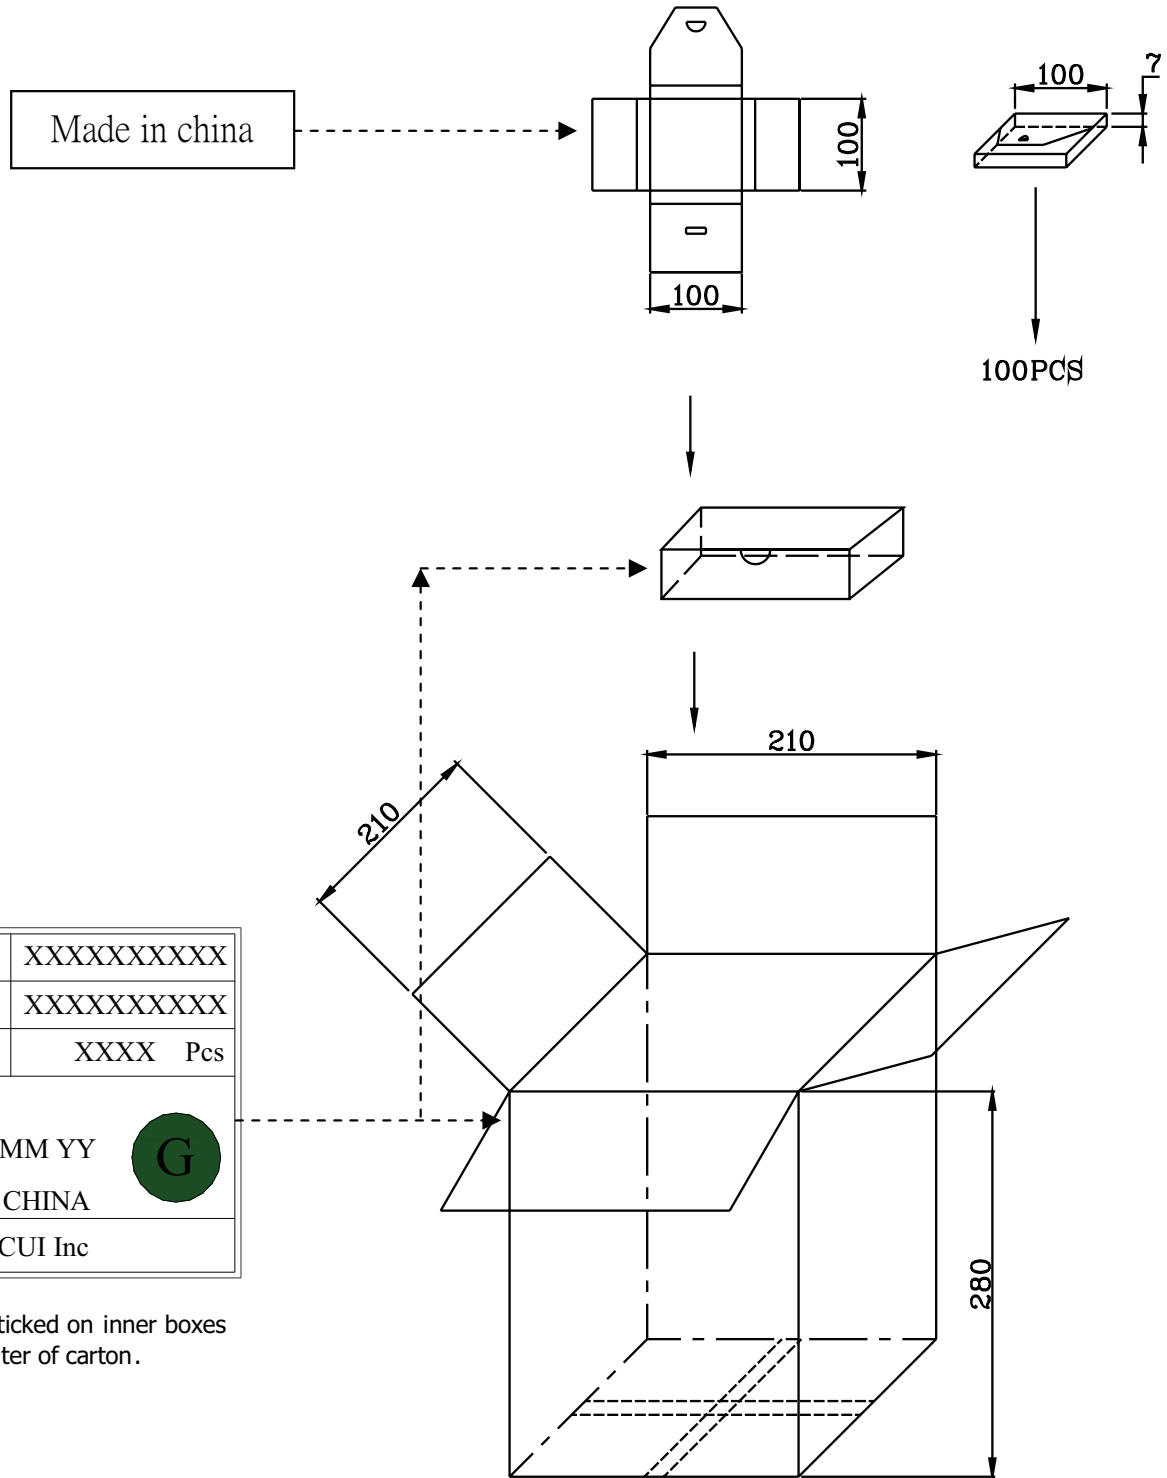 7
100
Made in china
100
100
100PCS
210
210
XXXXXXXXXX
XXXXXXXXXX
XXXX Pcs
MM YY
G
CHINA
CUI Inc
280
ticked on inner boxes
ter of carton.